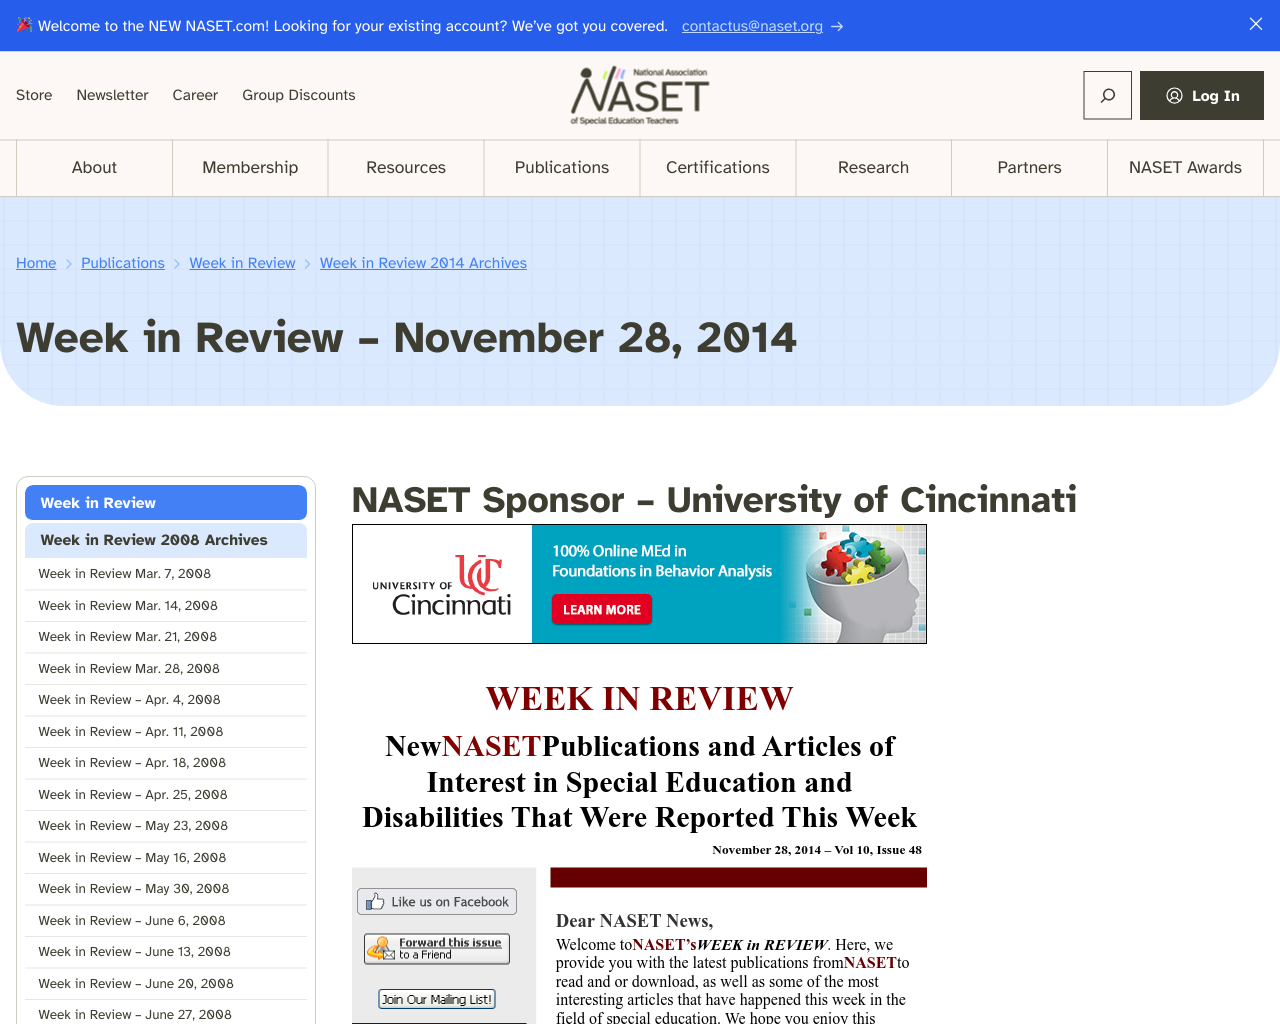 Welcome to the NEW NASET.com! Looking for your existing account? We’ve got you covered. contactus@naset.org →
Store Newsletter Career Group Discounts
National Association
NASET
of Special Education Teachers
Log In
About Membership Resources Publications Certifications Research Partners NASET Awards
Home Publications Week in Review Week in Review 2014 Archives
Week in Review – November 28, 2014
Week in Review
Week in Review 2008 Archives
Week in Review Mar. 7, 2008
Week in Review Mar. 14, 2008
Week in Review Mar. 21, 2008
Week in Review Mar. 28, 2008
Week in Review – Apr. 4, 2008
Week in Review – Apr. 11, 2008
Week in Review – Apr. 18, 2008
Week in Review – Apr. 25, 2008
Week in Review – May 23, 2008
Week in Review – May 16, 2008
Week in Review – May 30, 2008
Week in Review – June 6, 2008
Week in Review – June 13, 2008
Week in Review – June 20, 2008
Week in Review – June 27, 2008
NASET Sponsor – University of Cincinnati
UNIVERSITY OF
UC
Cincinnati
100% Online MEd in
Foundations in Behavior Analysis
LEARN MORE
WEEK IN REVIEW
NewNASETPublications and Articles of
Interest in Special Education and
Disabilities That Were Reported This Week
November 28, 2014 – Vol 10, Issue 48
Like us on Facebook
Forward this issue
to a Friend
Join Our Mailing List!
Dear NASET News,
Welcome toNASET’sWEEK in REVIEW. Here, we
provide you with the latest publications fromNASETto
read and or download, as well as some of the most
interesting articles that have happened this week in the
field of special education. We hope you enjoy this